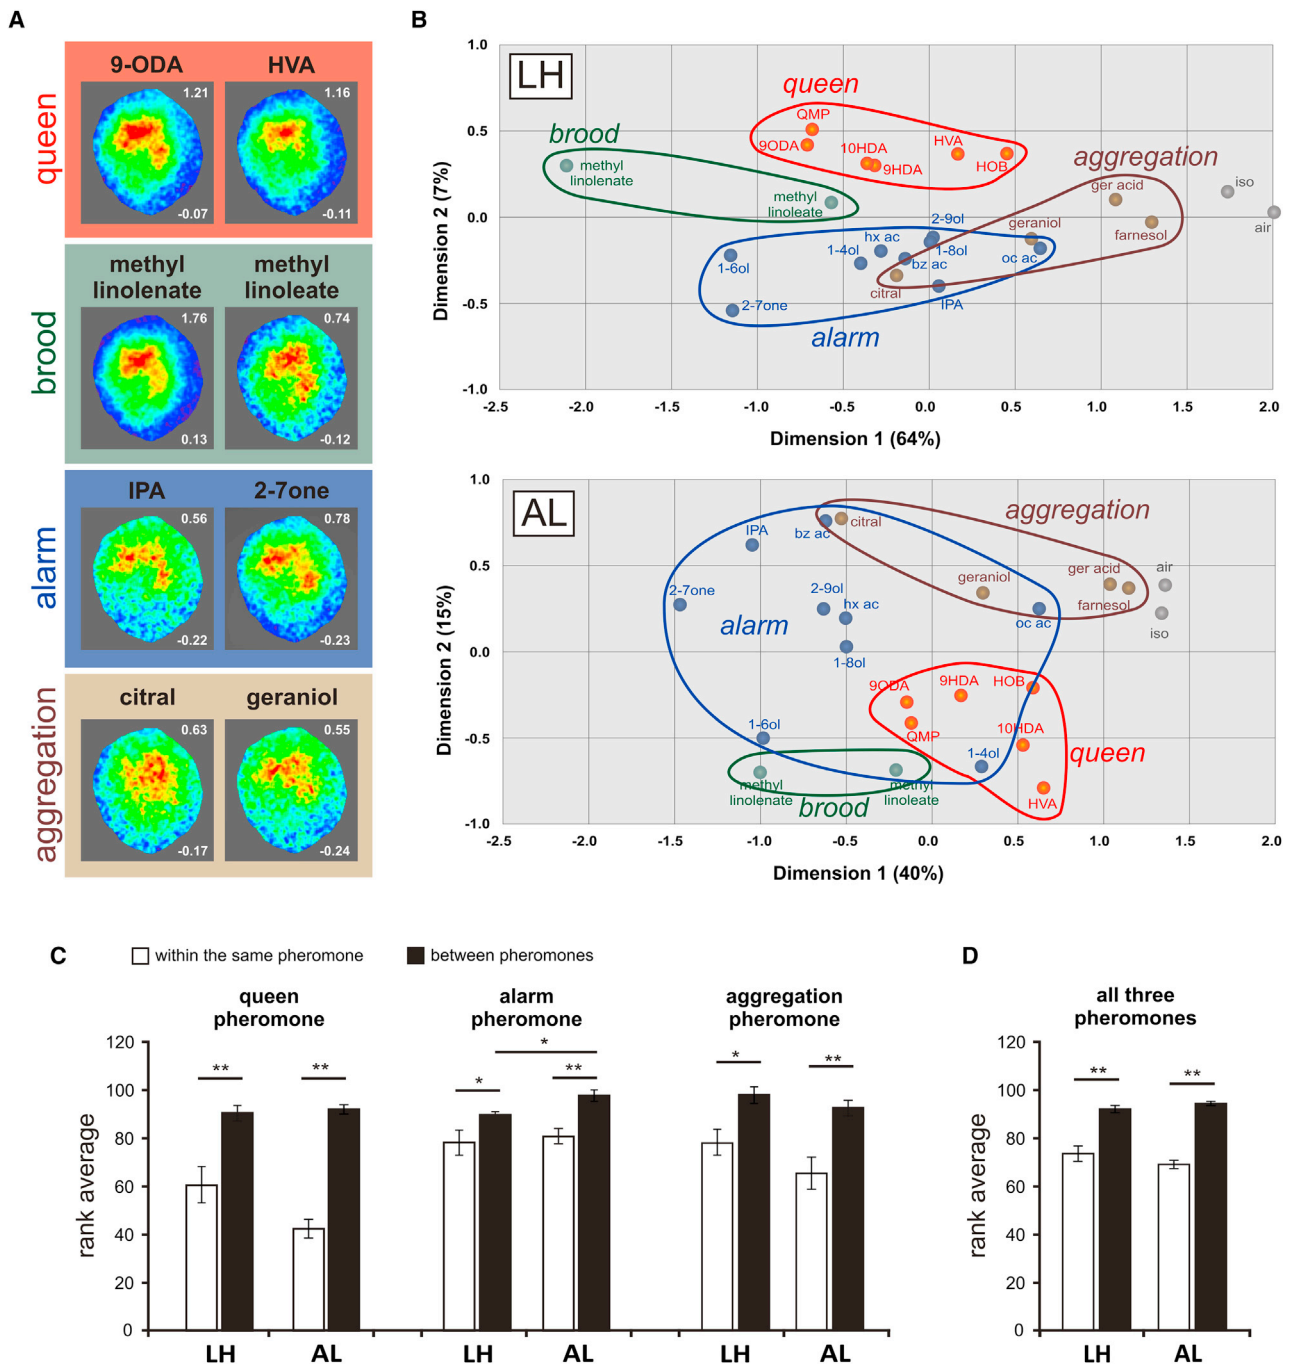 A
queen
9-ODA
HVA
1.21
1.16
-0.07
-0.11
brood
methyl
linolenate
methyl
linoleate
1.76
0.74
0.13
-0.12
alarm
IPA
2-7one
0.56
0.78
-0.22
-0.23
aggregation
citral
geraniol
0.63
0.55
-0.17
-0.24
B
LH
Dimension 2 (7%)
1.0
0.5
0.0
-0.5
-1.0
queen
QMP
9ODA
10HDA
9HDA
HVA
HOB
brood
methyl
linolenate
methyl
linoleate
aggregation
ger acid
geraniol
farnesol
citral
iso
air
2-9ol
hx ac
1-4ol
1-8ol
bz ac
oc ac
1-6ol
2-7one
IPA
alarm
-2.5
-2.0
-1.5
-1.0
-0.5
0.0
0.5
1.0
1.5
2.0
Dimension 1 (64%)
AL
Dimension 2 (15%)
1.0
0.5
0.0
-0.5
-1.0
aggregation
citral
geraniol
ger acid
farnesol
air
iso
IPA
bz ac
2-7one
2-9ol
hx ac
1-8ol
oc ac
alarm
1-6ol
1-4ol
9ODA
9HDA
HOB
QMP
10HDA
HVA
queen
methyl
linolenate
methyl
linoleate
brood
-2.5
-2.0
-1.5
-1.0
-0.5
0.0
0.5
1.0
1.5
2.0
Dimension 1 (40%)
C
within the same pheromone
between pheromones
queen
pheromone
alarm
pheromone
aggregation
pheromone
rank average
120
100
80
60
40
20
0
**
**
*
**
*
*
**
LH
AL
LH
AL
LH
AL
D
all three
pheromones
rank average
120
100
80
60
40
20
0
**
**
LH
AL